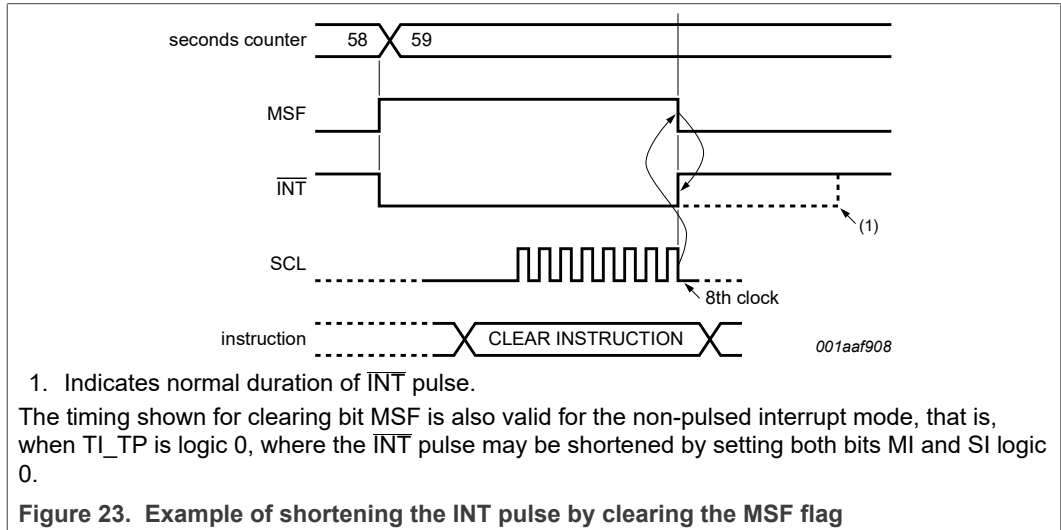 seconds counter 58 59
MSF
I̅N̅T̅
(1)
SCL
8th clock
instruction CLEAR INSTRUCTION 001aaf908
1. Indicates normal duration of I̅N̅T̅ pulse.
The timing shown for clearing bit MSF is also valid for the non-pulsed interrupt mode, that is,
when TI_TP is logic 0, where the I̅N̅T̅ pulse may be shortened by setting both bits MI and SI logic
0.
Figure 23. Example of shortening the INT pulse by clearing the MSF flag